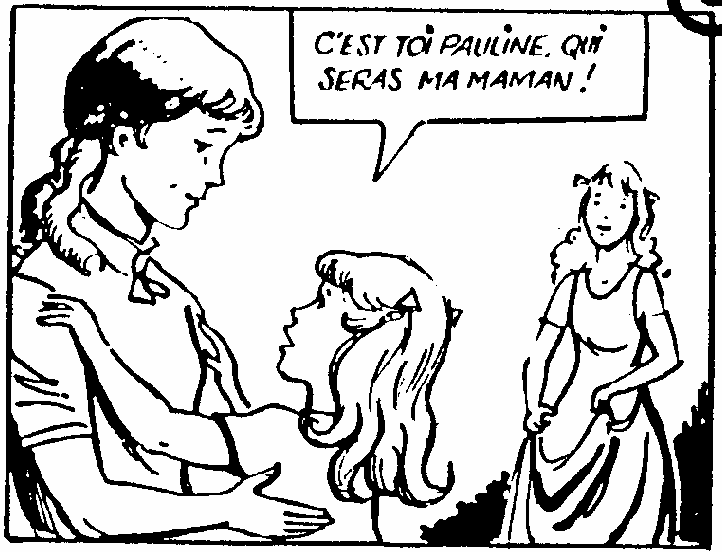 C'EST TOI PAULINE, QUI
SERAS MA MAMAN !